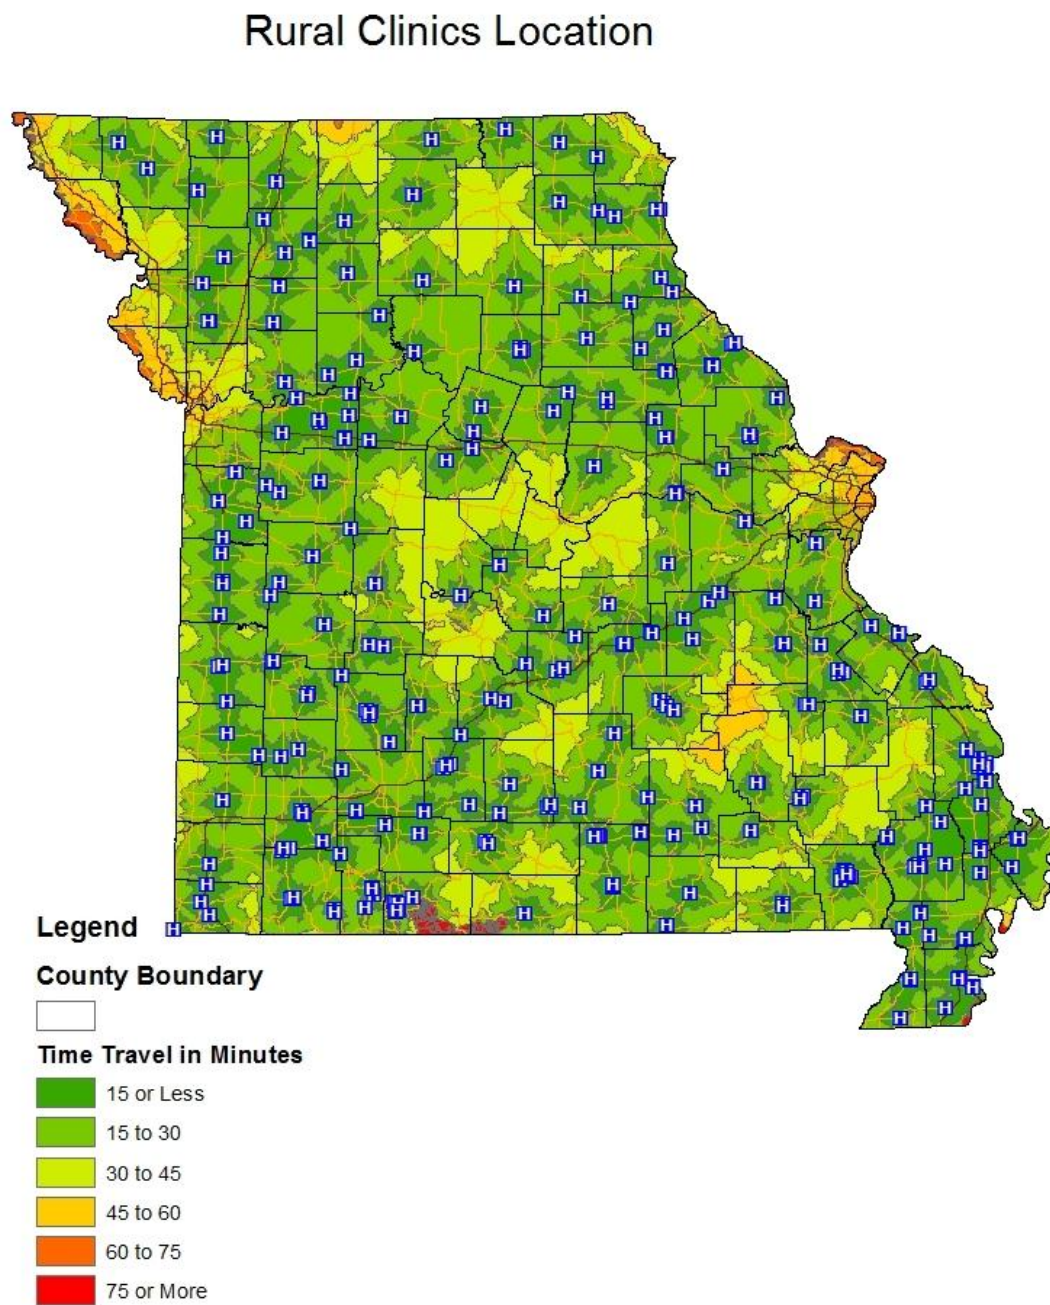 Rural Clinics Location
Legend
County Boundary
Time Travel in Minutes
15 or Less
15 to 30
30 to 45
45 to 60
60 to 75
75 or More